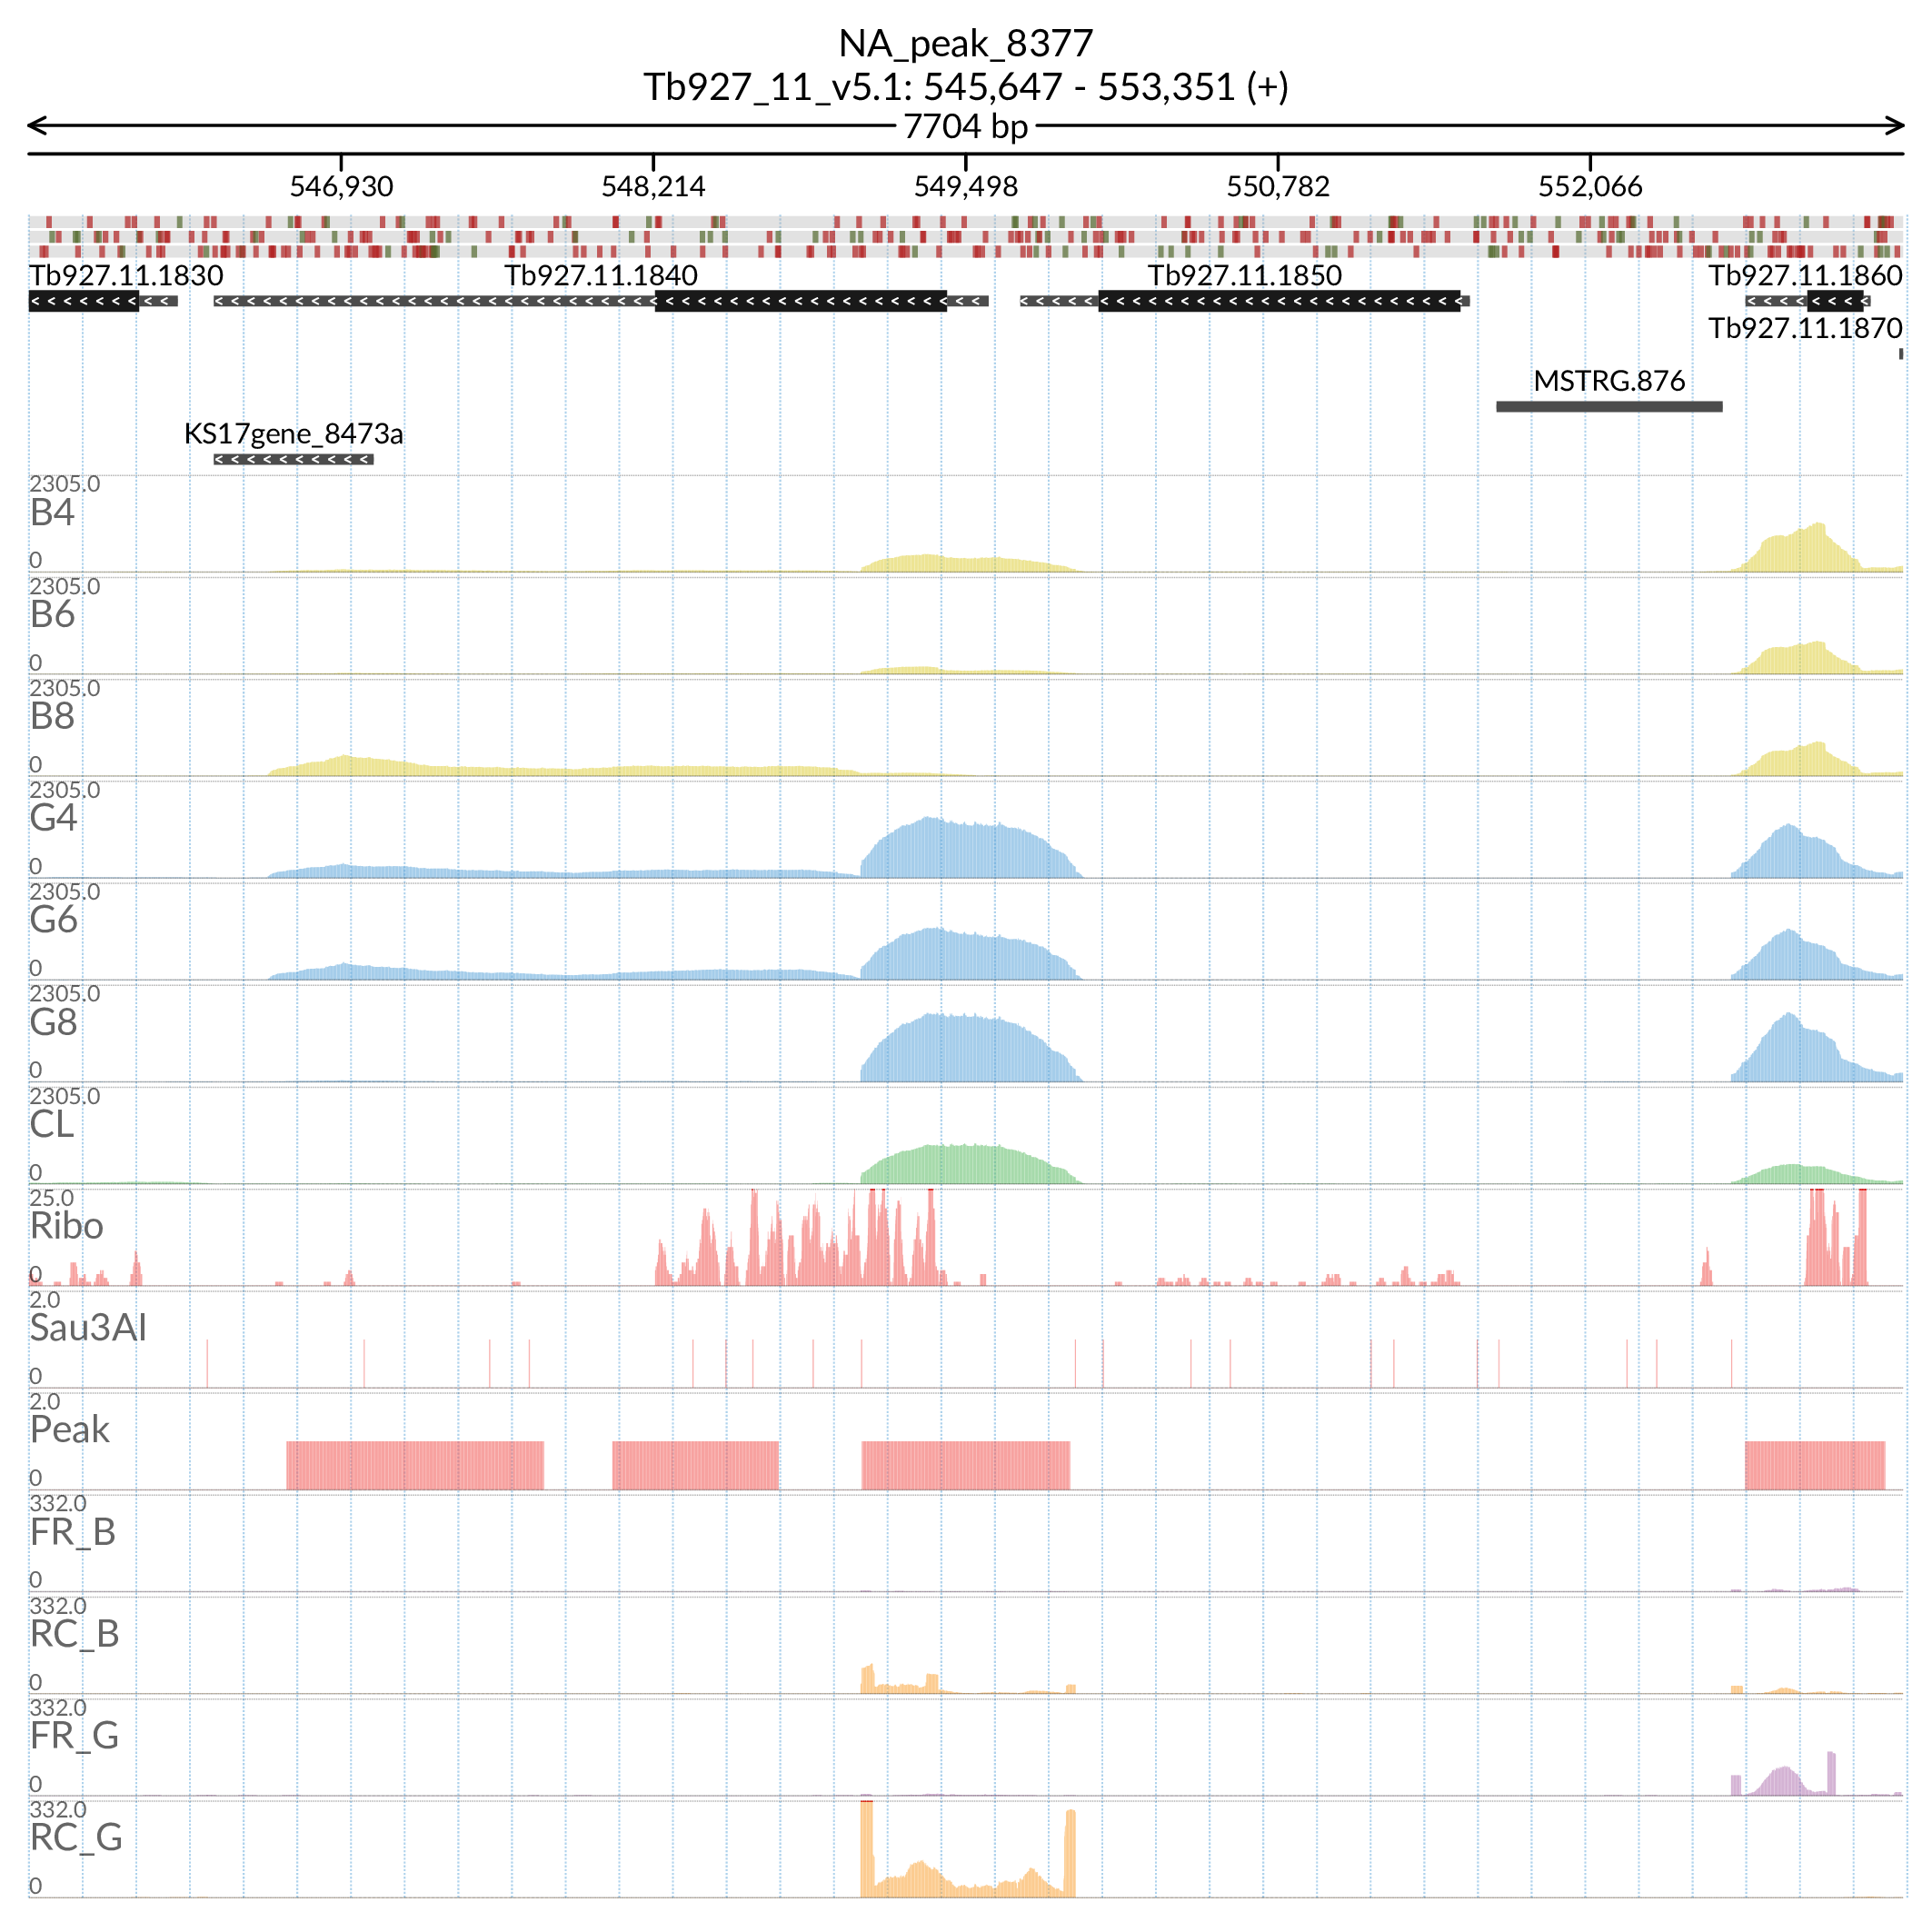 NA_peak_8377
Tb927_11_v5.1: 545,647 - 553,351 (+)
7704 bp
546,930 548,214 549,498 550,782 552,066
Tb927.11.1830 Tb927.11.1840 Tb927.11.1850 Tb927.11.1860
Tb927.11.1870
MSTRG.876
KS17gene_8473a
2305.0
B4
0
2305.0
B6
0
2305.0
B8
0
2305.0
G4
0
2305.0
G6
0
2305.0
G8
0
2305.0
CL
0
25.0
Ribo
0
2.0
Sau3AI
0
2.0
Peak
0
332.0
FR_B
0
332.0
RC_B
0
332.0
FR_G
0
332.0
RC_G
0